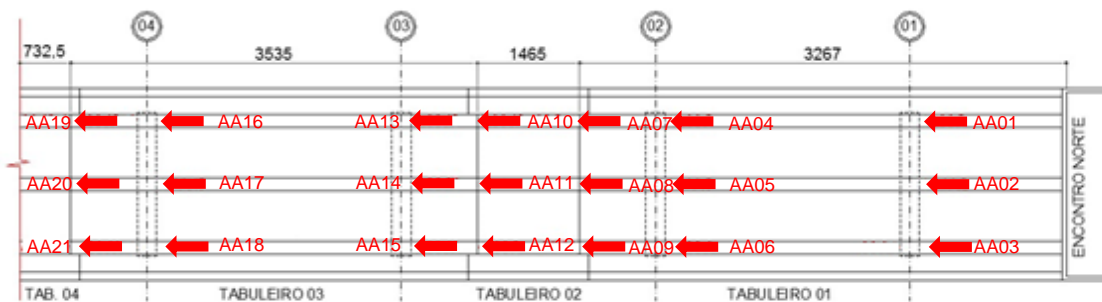 04 03 02 01
732,5 3535 1465 3267
AA19 AA16 AA13 AA10 AA07 AA04 AA01
AA20 AA17 AA14 AA11 AA08 AA05 AA02
AA21 AA18 AA15 AA12 AA09 AA06 AA03
ENCONTRO NORTE
TAB. 04 TABULEIRO 03 TABULEIRO 02 TABULEIRO 01